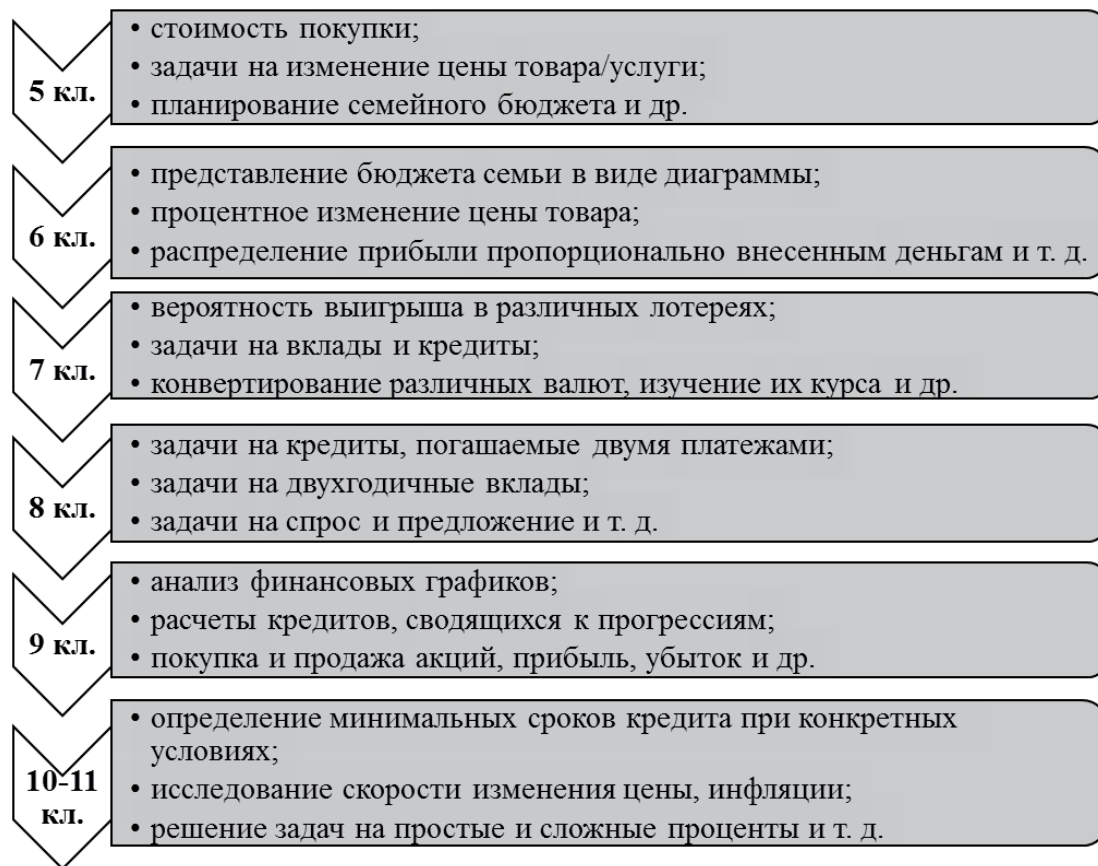 5 кл.
• стоимость покупки;
• задачи на изменение цены товара/услуги;
• планирование семейного бюджета и др.
6 кл.
• представление бюджета семьи в виде диаграммы;
• процентное изменение цены товара;
• распределение прибыли пропорционально внесенным деньгам и т. д.
7 кл.
• вероятность выигрыша в различных лотереях;
• задачи на вклады и кредиты;
• конвертирование различных валют, изучение их курса и др.
8 кл.
• задачи на кредиты, погашаемые двумя платежами;
• задачи на двухгодичные вклады;
• задачи на спрос и предложение и т. д.
9 кл.
• анализ финансовых графиков;
• расчеты кредитов, сводящихся к прогрессиям;
• покупка и продажа акций, прибыль, убыток и др.
10-11
кл.
• определение минимальных сроков кредита при конкретных
условиях;
• исследование скорости изменения цены, инфляции;
• решение задач на простые и сложные проценты и т. д.